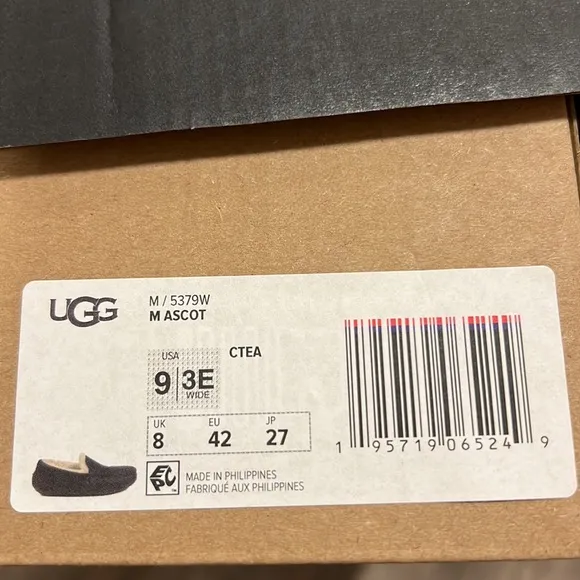 UGG
M / 5379W
M ASCOT
USA
9 | 3E
WIDE
CTEA
UK EU JP
8 42 27
EPC
MADE IN PHILIPPINES
FABRIQUÉ AUX PHILIPPINES
1 95719 06524 9